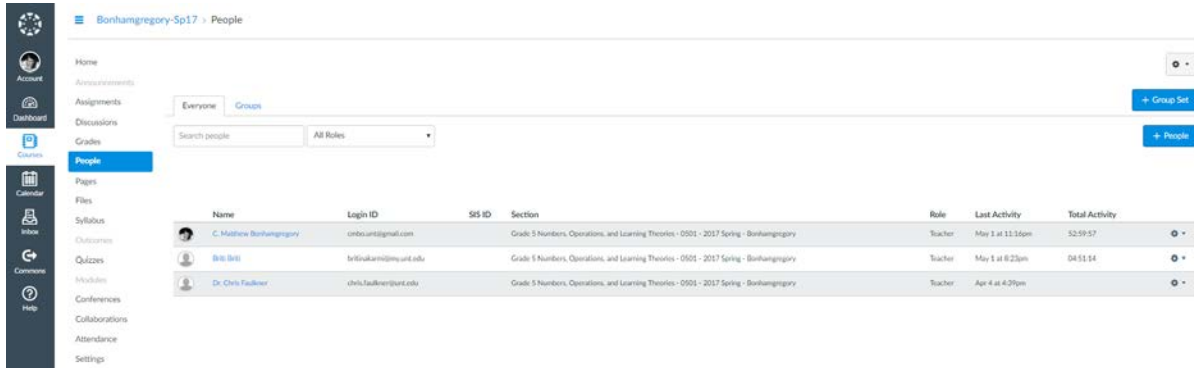 Bonhamgregory-Sp17 > People
Account
Dashboard
Courses
Calendar
Inbox
Commons
Help
Home
Announcements
Assignments
Discussions
Grades
People
Pages
Files
Syllabus
Outcomes
Quizzes
Modules
Conferences
Collaborations
Attendance
Settings
Everyone Groups
+ Group Set
Search people All Roles
+ People
Name Login ID SIS ID Section Role Last Activity Total Activity
C. Matthew Bonhamgregory cmbs.unt@gmail.com Grade 5 Numbers, Operations, and Learning Theories - 0501 - 2017 Spring - Bonhamgregory Teacher May 1 at 11:16pm 52:59:57
Briti Briti britinakarmi@my.unt.edu Grade 5 Numbers, Operations, and Learning Theories - 0501 - 2017 Spring - Bonhamgregory Teacher May 1 at 8:23pm 04:51:14
Dr. Chris Faulkner chris.faulkner@unt.edu Grade 5 Numbers, Operations, and Learning Theories - 0501 - 2017 Spring - Bonhamgregory Teacher Apr 4 at 4:39pm